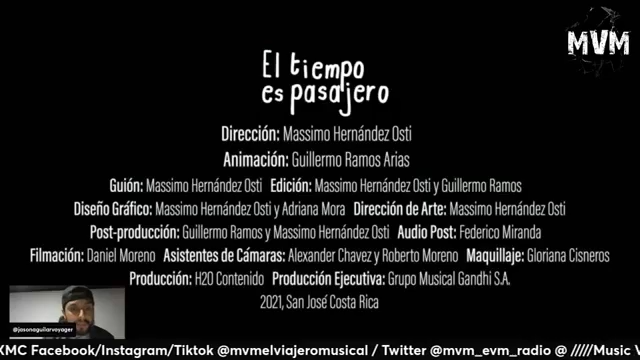 MVM
El tiempo
es pasajero
Dirección: Massimo Hernández Osti
Animación: Guillermo Ramos Arias
Guión: Massimo Hernández Osti Edición: Massimo Hernández Osti y Guillermo Ramos
Diseño Gráfico: Massimo Hernández Osti y Adriana Mora Dirección de Arte: Massimo Hernández Osti
Post-producción: Guillermo Ramos y Massimo Hernández Osti Audio Post: Federico Miranda
Filmación: Daniel Moreno Asistentes de Cámaras: Alexander Chavez y Roberto Moreno Maquillaje: Gloriana Cisneros
Producción: H2O Contenido Producción Ejecutiva: Grupo Musical Gandhi S.A.
2021, San José Costa Rica
@jasonaguilarvoyager
XMC Facebook/Instagram/Tiktok @mvmelviajeromusical / Twitter @mvm_evm_radio @ /////Music V